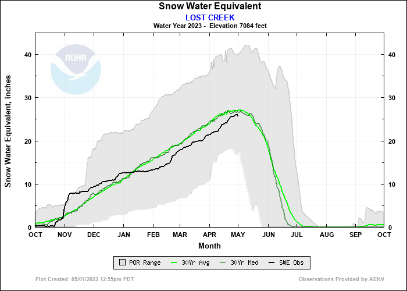 Snow Water Equivalent
LOST CREEK
Water Year 2023 - Elevation 7084 feet
NOAA
Snow Water Equivalent, Inches
40
30
20
10
0
40
30
20
10
0
OCT NOV DEC JAN FEB MAR APR MAY JUN JUL AUG SEP OCT
Month
POR Range 30Yr Avg 30Yr Med SWE Obs
Plot Created: 05/01/2023 12:55pm PDT Observations Provided by AENV